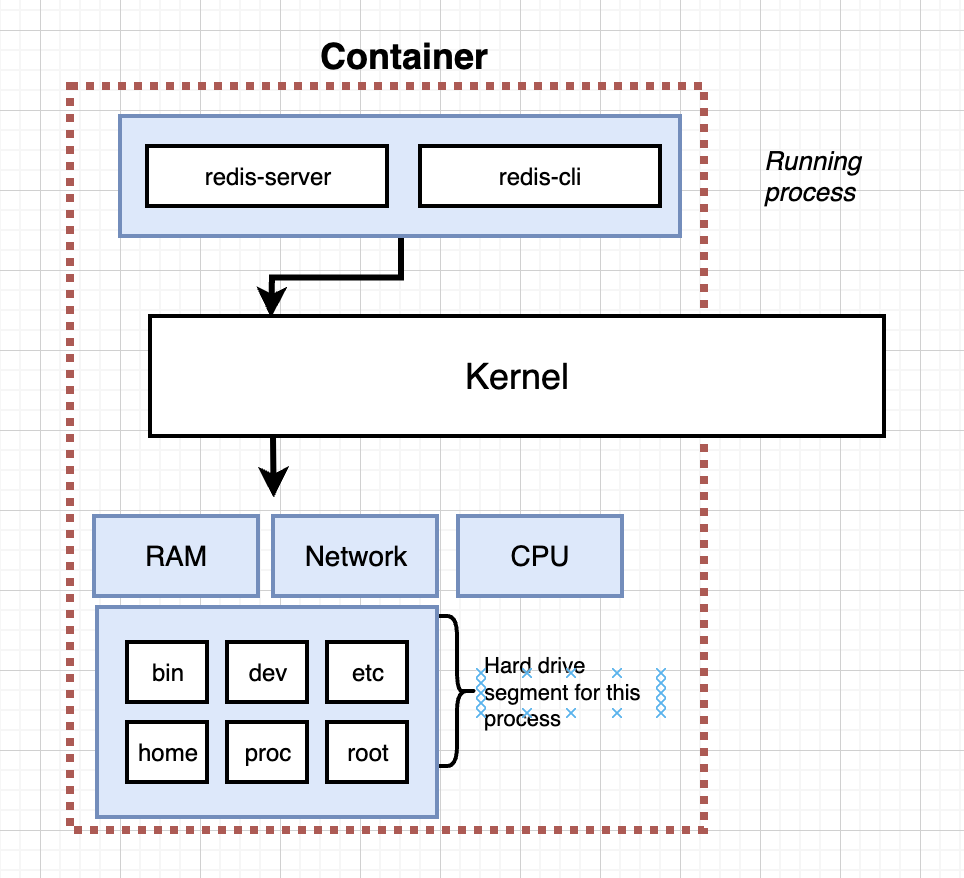 Container
redis-server
redis-cli
Running
process
Kernel
RAM
Network
CPU
bin
dev
etc
Hard drive
segment for this
process
home
proc
root